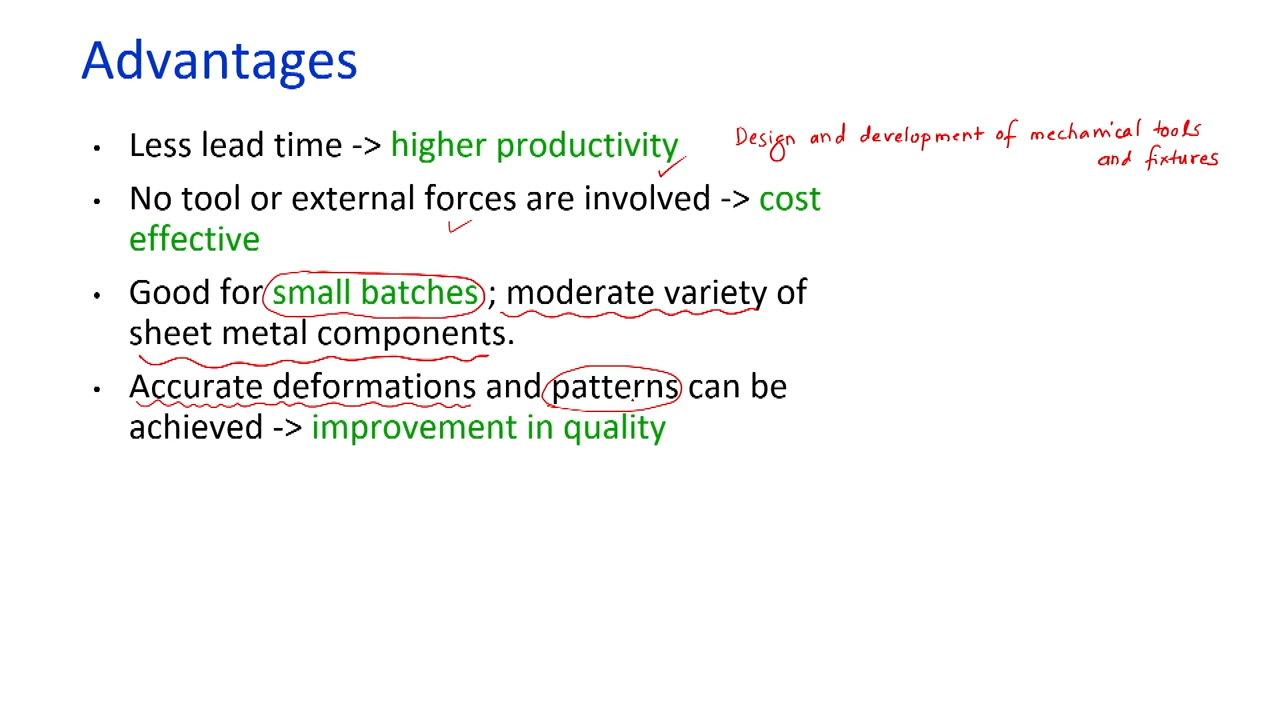 Advantages
• Less lead time -> higher productivity
Design and development of mechanical tools
and fixtures
• No tool or external forces are involved -> cost
effective
• Good for small batches ; moderate variety of
sheet metal components.
• Accurate deformations and patterns can be
achieved -> improvement in quality